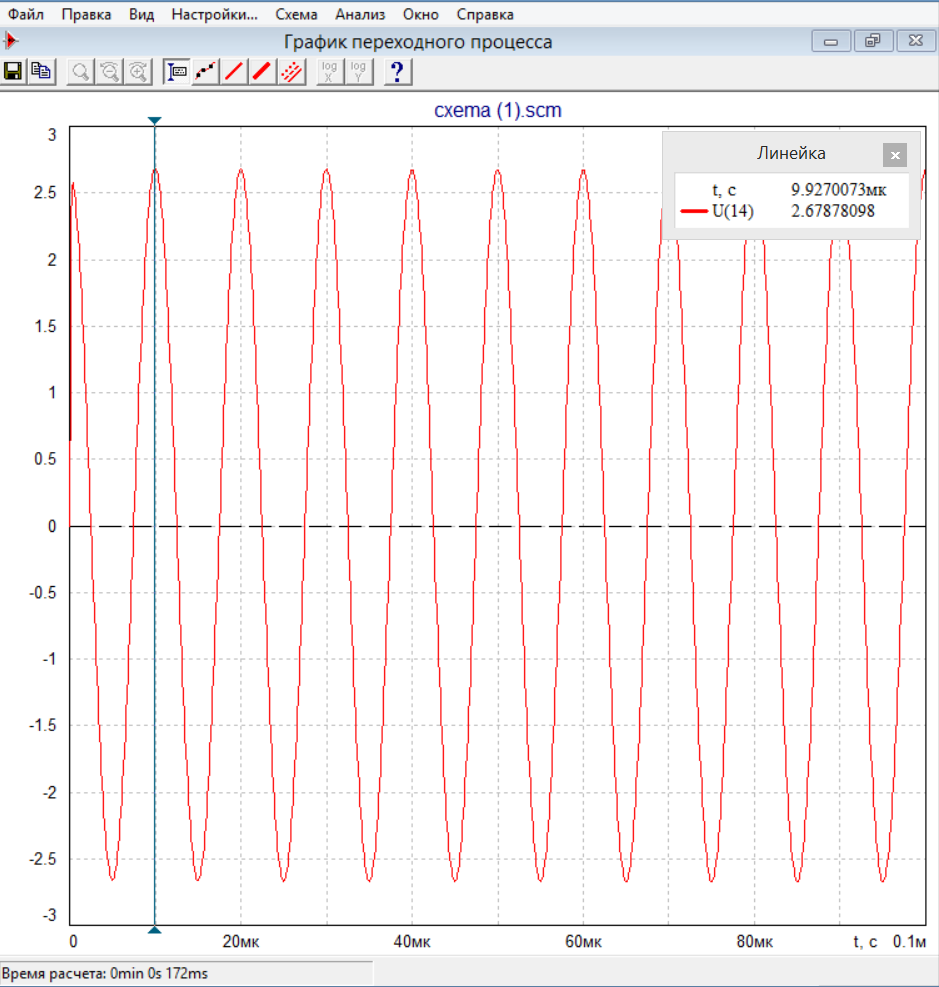 Файл Правка Вид Настройки... Схема Анализ Окно Справка
График переходного процесса
log X log Y ?
схема (1).scm
Линейка
t, c 9.9270073мк
U(14) 2.67878098
3
2.5
2
1.5
1
0.5
0
-0.5
-1
-1.5
-2
-2.5
-3
0 20мк 40мк 60мк 80мк t, c 0.1м
Время расчета: 0min 0s 172ms